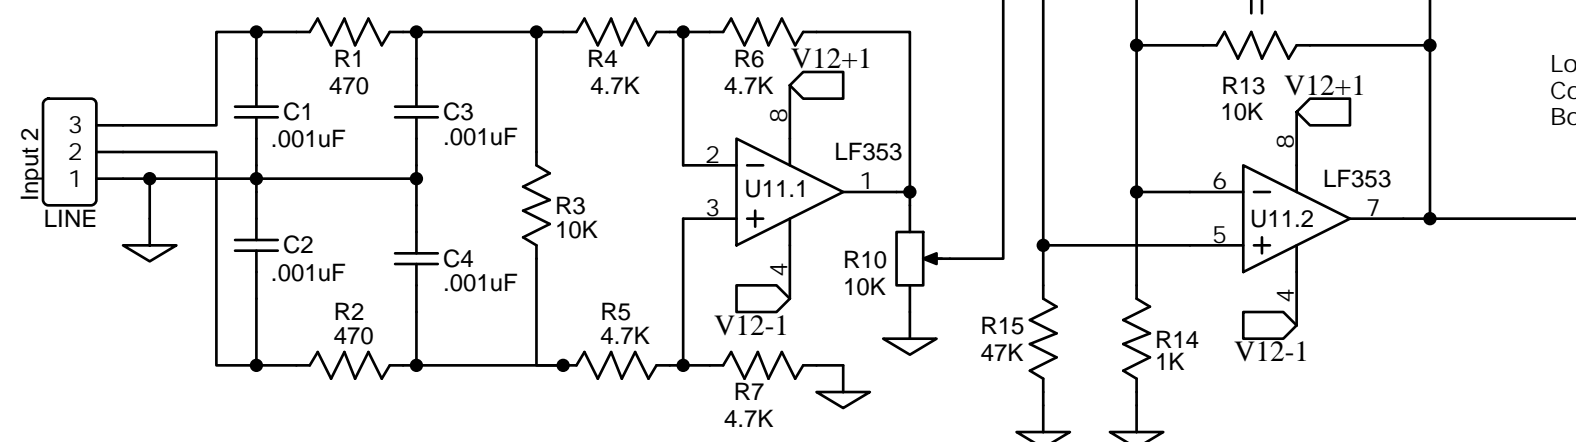 Input 2
3
2
1
LINE
C1
.001uF
C2
.001uF
R1
470
R2
470
C3
.001uF
C4
.001uF
R3
10K
R4
4.7K
R5
4.7K
R6
4.7K
R7
4.7K
V12+1
8
2
3
U11.1
LF353
1
4
V12-1
R10
10K
R15
47K
R14
1K
R13
10K
V12+1
8
6
5
U11.2
LF353
7
4
V12-1
Lo
Co
Bo